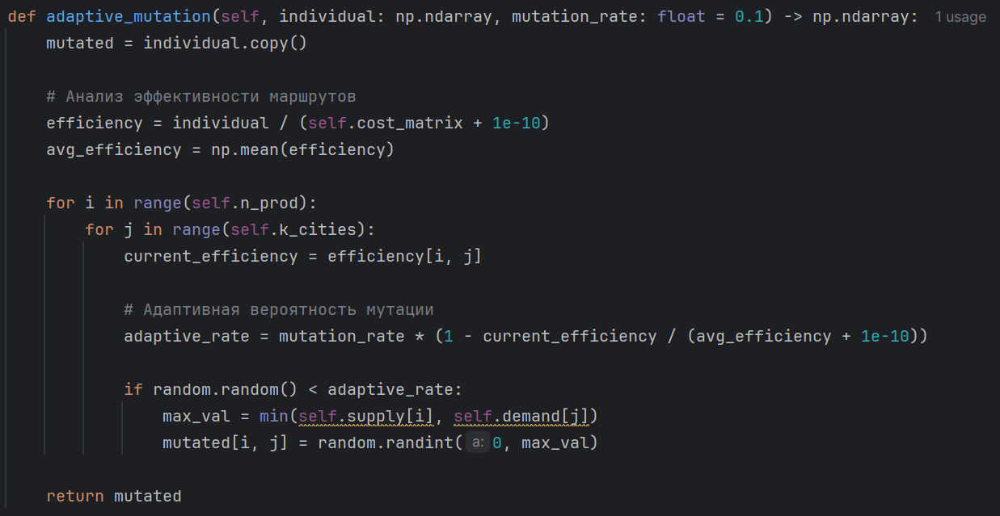 def adaptive_mutation(self, individual: np.ndarray, mutation_rate: float = 0.1) -> np.ndarray: 1 usage
    mutated = individual.copy()

    # Анализ эффективности маршрутов
    efficiency = individual / (self.cost_matrix + 1e-10)
    avg_efficiency = np.mean(efficiency)

    for i in range(self.n_prod):
        for j in range(self.k_cities):
            current_efficiency = efficiency[i, j]

            # Адаптивная вероятность мутации
            adaptive_rate = mutation_rate * (1 - current_efficiency / (avg_efficiency + 1e-10))

            if random.random() < adaptive_rate:
                max_val = min(self.supply[i], self.demand[j])
                mutated[i, j] = random.randint( a: 0, max_val)

    return mutated